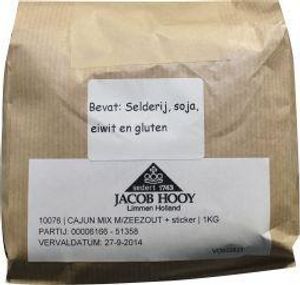 Bevat: Selderij, soja,
eiwit en gluten
sedert 1743
JACOB HOOY
Limmen Holland
10076 | CAJUN MIX M/ZEEZOUT + sticker | 1KG
PARTIJ: 00006166 - 51358
VERVALDATUM: 27-9-2014